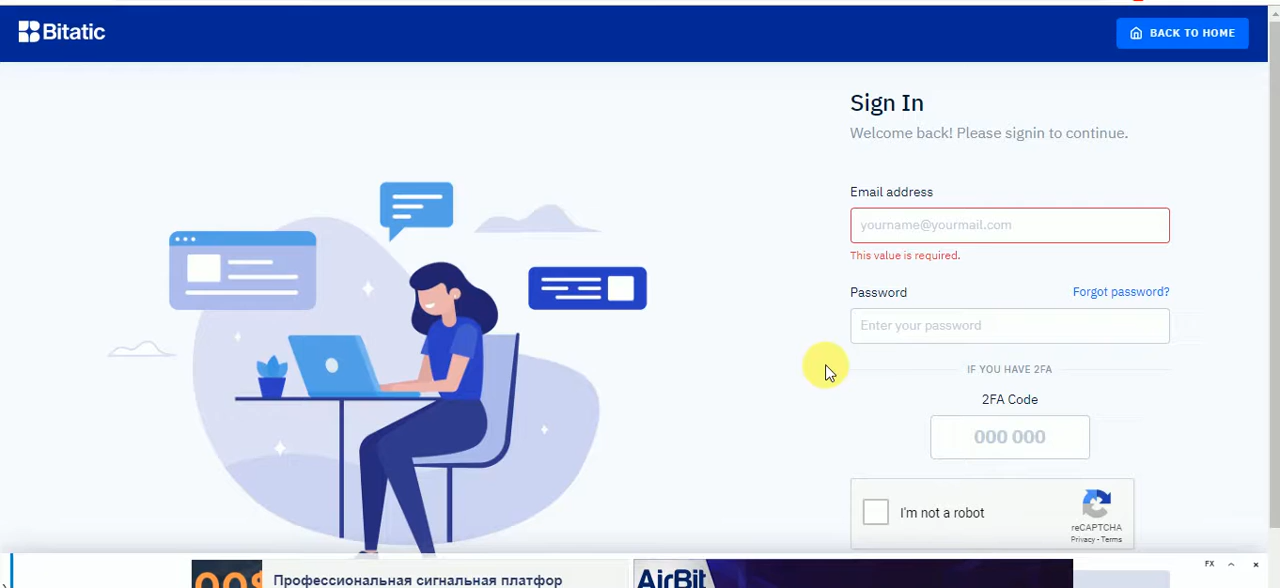 Bitatic
BACK TO HOME
Sign In
Welcome back! Please signin to continue.
Email address
yourname@yourmail.com
This value is required.
Password
Forgot password?
Enter your password
IF YOU HAVE 2FA
2FA Code
000 000
I'm not a robot
reCAPTCHA
Privacy - Terms
FX
Профессиональная сигнальная платфор
AirBit